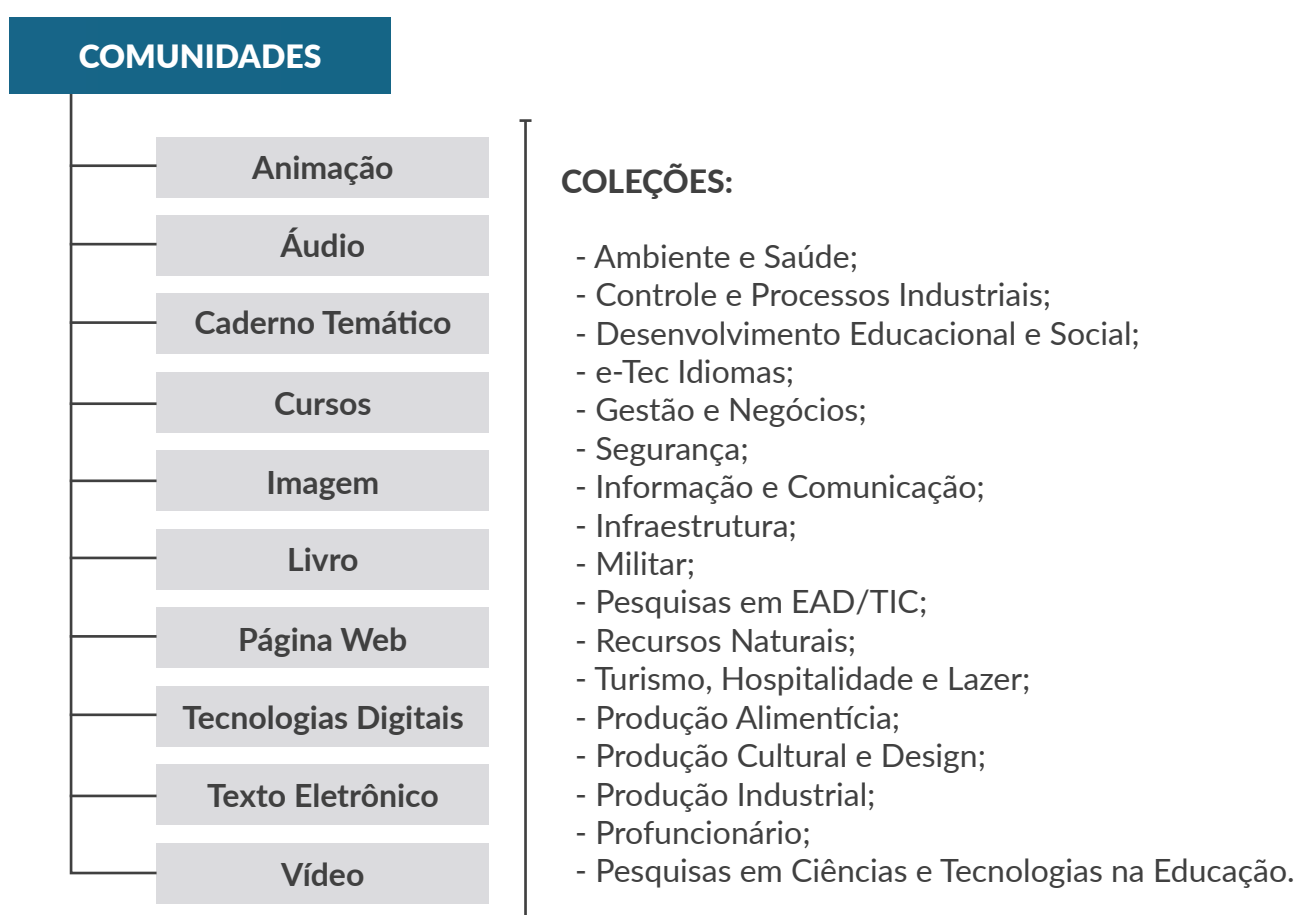 COMUNIDADES
Animação
Áudio
Caderno Temático
Cursos
Imagem
Livro
Página Web
Tecnologias Digitais
Texto Eletrônico
Vídeo
COLEÇÕES:
- Ambiente e Saúde;
- Controle e Processos Industriais;
- Desenvolvimento Educacional e Social;
- e-Tec Idiomas;
- Gestão e Negócios;
- Segurança;
- Informação e Comunicação;
- Infraestrutura;
- Militar;
- Pesquisas em EAD/TIC;
- Recursos Naturais;
- Turismo, Hospitalidade e Lazer;
- Produção Alimentícia;
- Produção Cultural e Design;
- Produção Industrial;
- Profuncionário;
- Pesquisas em Ciências e Tecnologias na Educação.